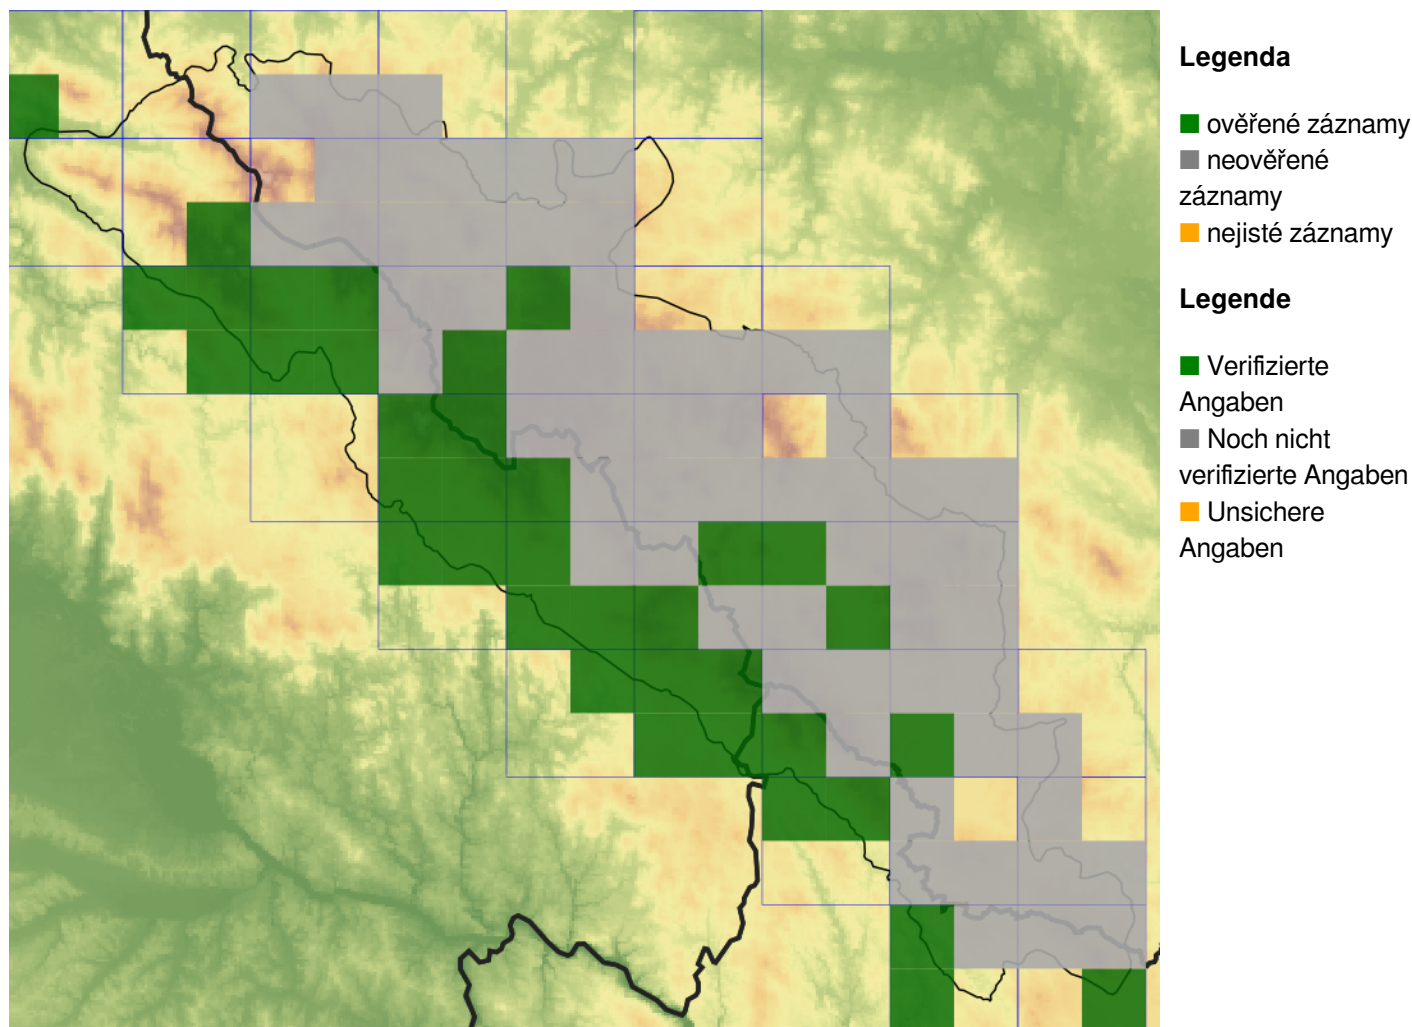 Legenda
ověřené záznamy
neověřené
záznamy
nejisté záznamy
Legende
Verifizierte
Angaben
Noch nicht
verifizierte Angaben
Unsichere
Angaben